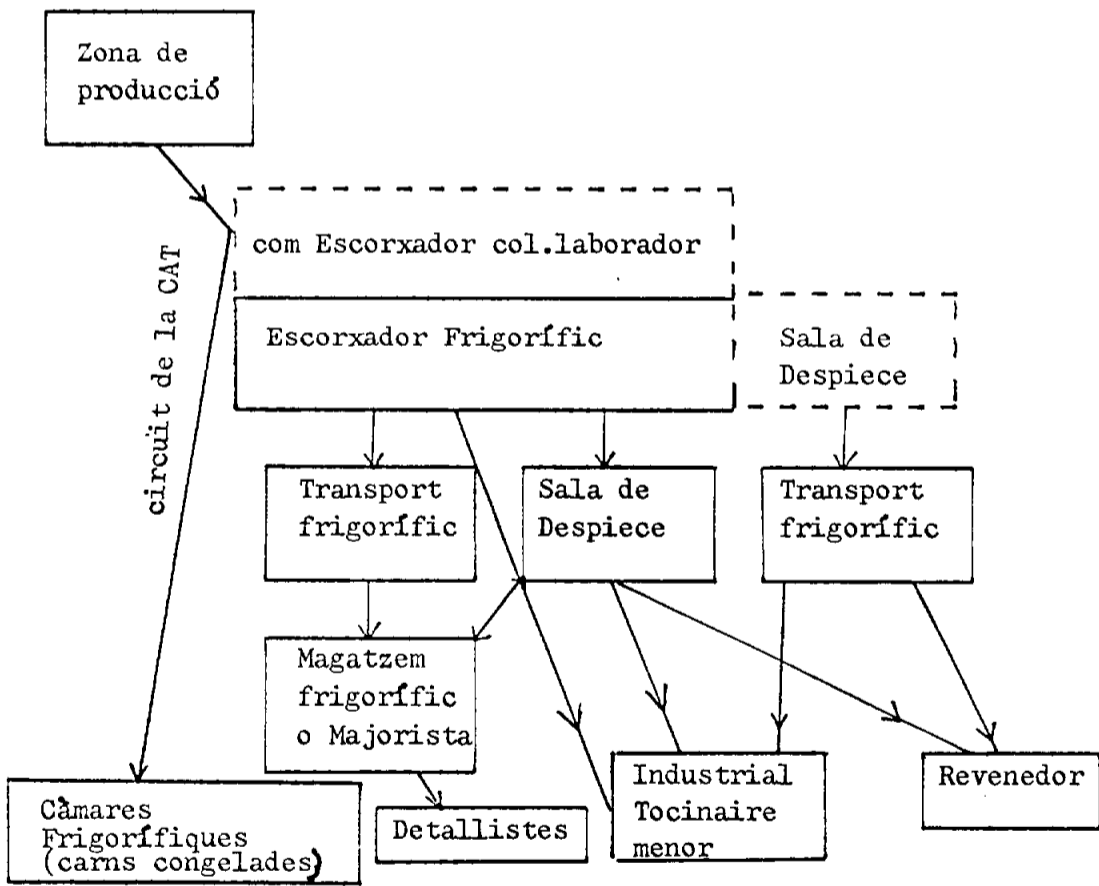 Zona de
producció
com Escorxador col.laborador
circuït de la CAT
Escorxador Frigorífic
Sala de
Despiece
Transport
frigorífic
Sala de
Despiece
Transport
frigorífic
Magatzem
frigorífic
o Majorista
Industrial
Tocinaire
menor
Revenedor
Càmares
Frigorífiques
(carns congelades)
Detallistes